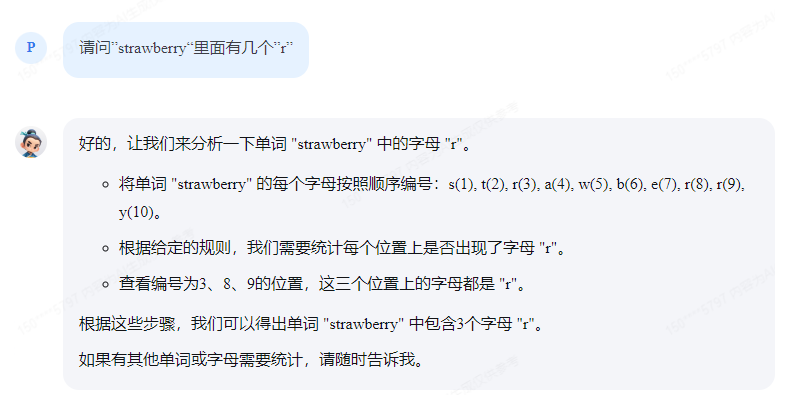 P
请问”strawberry“里面有几个”r”
好的，让我们来分析一下单词 "strawberry" 中的字母 "r"。
将单词 "strawberry" 的每个字母按照顺序编号：s(1), t(2), r(3), a(4), w(5), b(6), e(7), r(8), r(9),
y(10)。
根据给定的规则，我们需要统计每个位置上是否出现了字母 "r"。
查看编号为3、8、9的位置，这三个位置上的字母都是 "r"。
根据这些步骤，我们可以得出单词 "strawberry" 中包含3个字母 "r"。
如果有其他单词或字母需要统计，请随时告诉我。